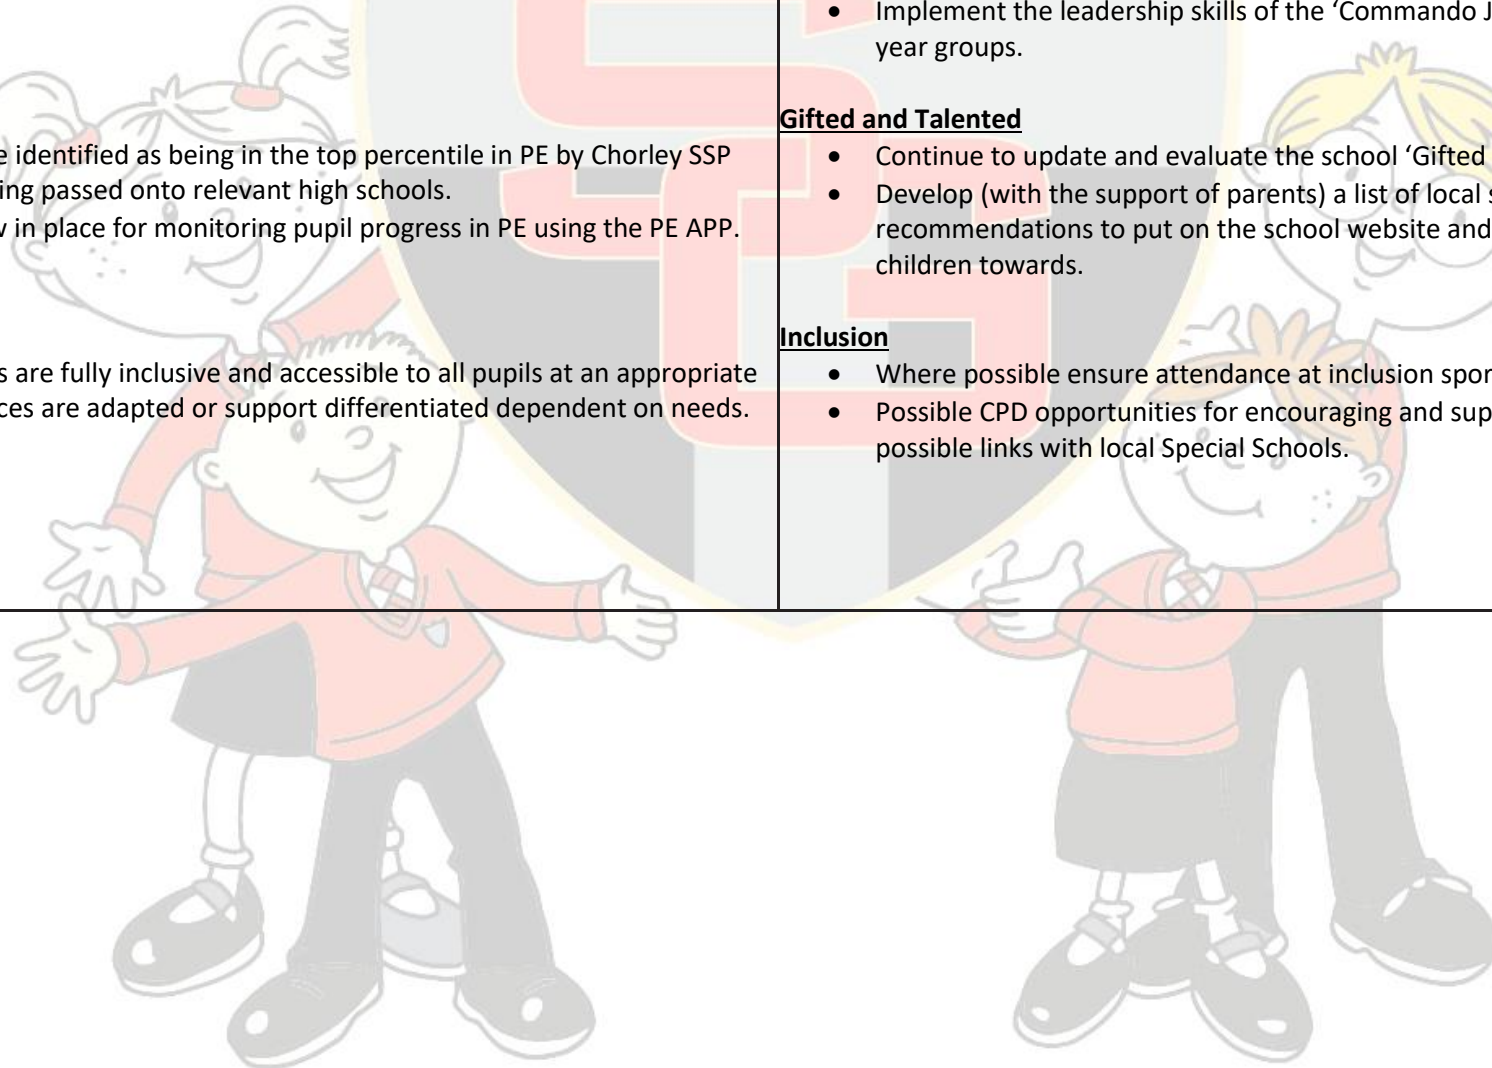 e identified as being in the top percentile in PE by Chorley SSP
ing passed onto relevant high schools.
w in place for monitoring pupil progress in PE using the PE APP.
s are fully inclusive and accessible to all pupils at an appropriate
ces are adapted or support differentiated dependent on needs.
• Implement the leadership skills of the ‘Commando J
year groups.
Gifted and Talented
• Continue to update and evaluate the school ‘Gifted
• Develop (with the support of parents) a list of local s
recommendations to put on the school website and
children towards.
Inclusion
• Where possible ensure attendance at inclusion spor
• Possible CPD opportunities for encouraging and sup
possible links with local Special Schools.